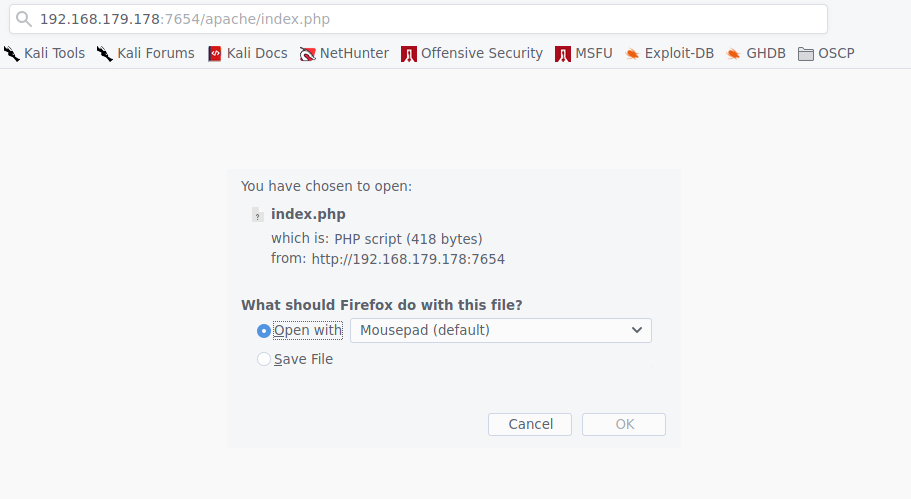 192.168.179.178:7654/apache/index.php
Kali Tools Kali Forums Kali Docs NetHunter Offensive Security MSFU Exploit-DB GHDB OSCP
You have chosen to open:
index.php
which is: PHP script (418 bytes)
from: http://192.168.179.178:7654
What should Firefox do with this file?
Open with Mousepad (default)
Save File
Cancel OK